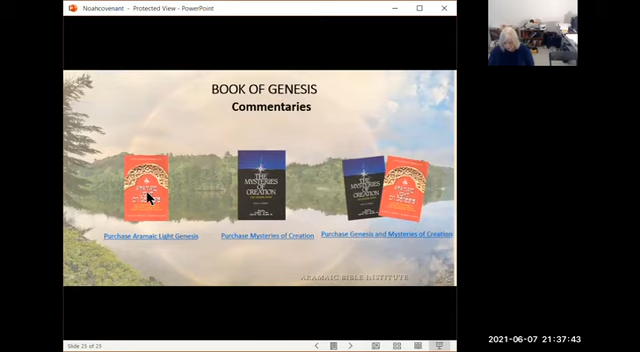 Noahcovenant - Protected View - PowerPoint
BOOK OF GENESIS
Commentaries
THE
MYSTERIES
OF
CREATION
THE
MYSTERIES
OF
CREATION
Purchase Aramaic Light Genesis
Purchase Mysteries of Creation
Purchase Genesis and Mysteries of Creation
ARAMAIC BIBLE INSTITUTE
Slide 25 of 25
2021-06-07 21:37:43